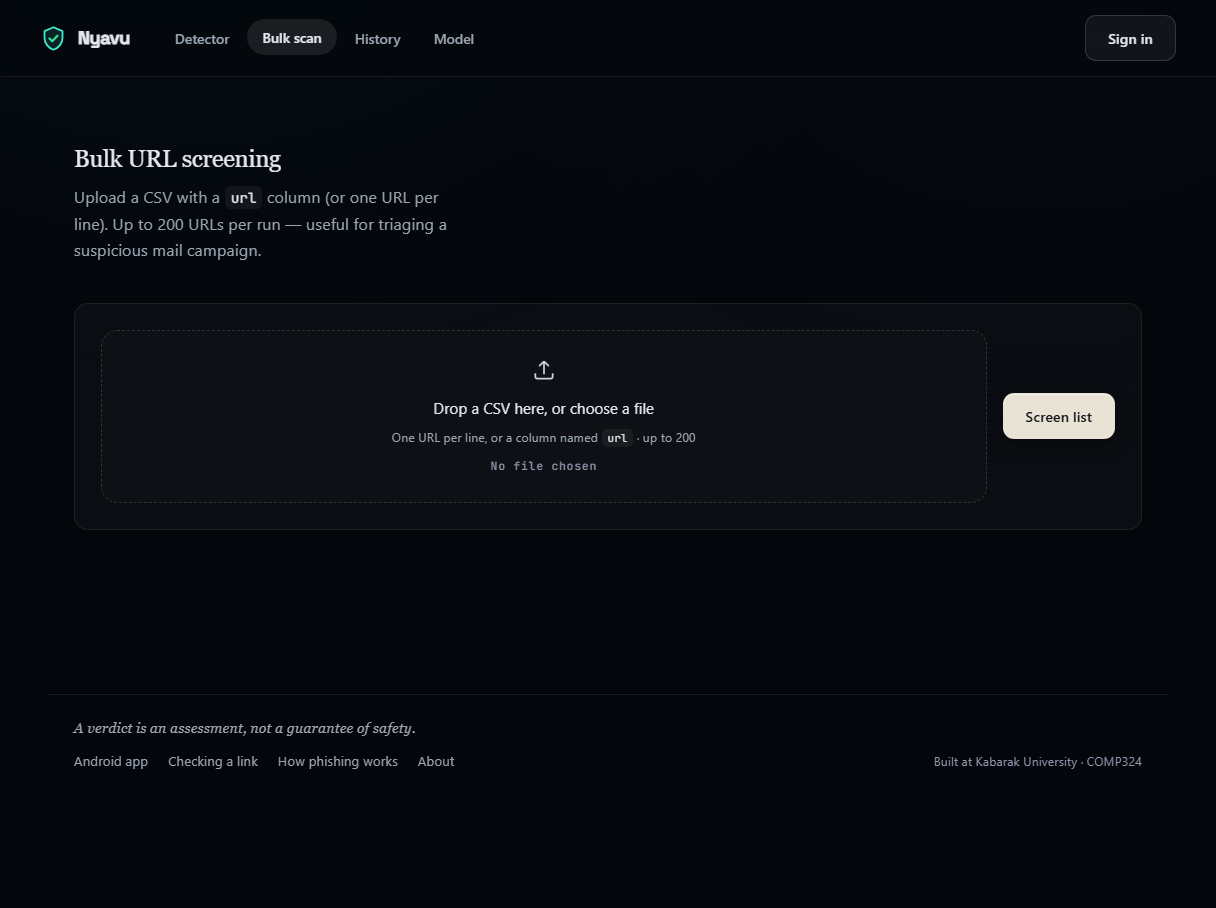 Nyavu
Detector
Bulk scan
History
Model
Sign in
Bulk URL screening
Upload a CSV with a url column (or one URL per
line). Up to 200 URLs per run — useful for triaging a
suspicious mail campaign.
Drop a CSV here, or choose a file
One URL per line, or a column named url · up to 200
No file chosen
Screen list
A verdict is an assessment, not a guarantee of safety.
Android app
Checking a link
How phishing works
About
Built at Kabarak University · COMP324